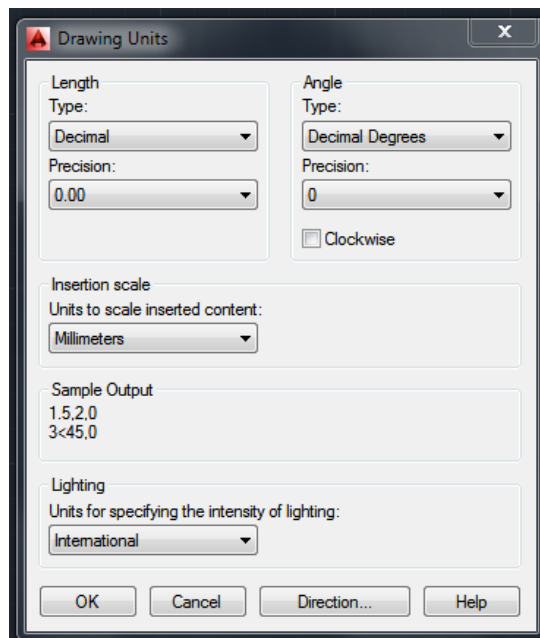 Drawing Units
x
Length
Type:
Decimal
Precision:
0.00
Angle
Type:
Decimal Degrees
Precision:
0
Clockwise
Insertion scale
Units to scale inserted content:
Millimeters
Sample Output
1.5,2,0
3<45,0
Lighting
Units for specifying the intensity of lighting:
International
OK Cancel Direction... Help